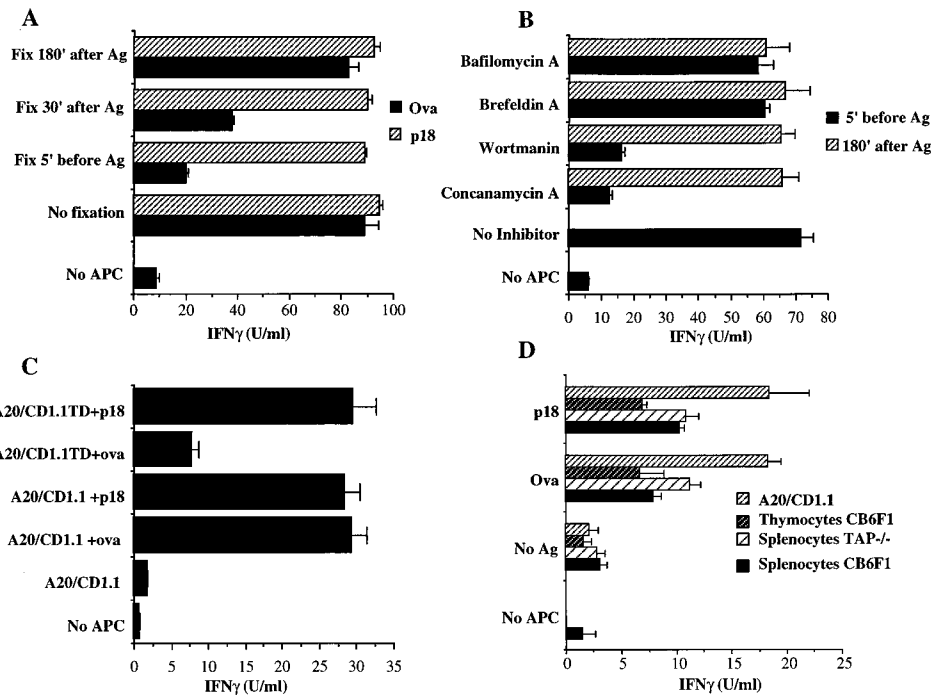 A
Fix 180' after Ag
Fix 30' after Ag
Fix 5' before Ag
No fixation
No APC
Ova
p18
0 20 40 60 80 100
IFNγ (U/ml)
B
Bafilomycin A
Brefeldin A
Wortmanin
Concanamycin A
No Inhibitor
No APC
5' before Ag
180' after Ag
0 10 20 30 40 50 60 70 80
IFNγ (U/ml)
C
A20/CD1.1TD+p18
A20/CD1.1TD+ova
A20/CD1.1 +p18
A20/CD1.1 +ova
A20/CD1.1
No APC
0 5 10 15 20 25 30 35
IFNγ (U/ml)
D
p18
Ova
No Ag
No APC
A20/CD1.1
Thymocytes CB6F1
Splenocytes TAP-/-
Splenocytes CB6F1
0 5 10 15 20 25
IFNγ (U/ml)